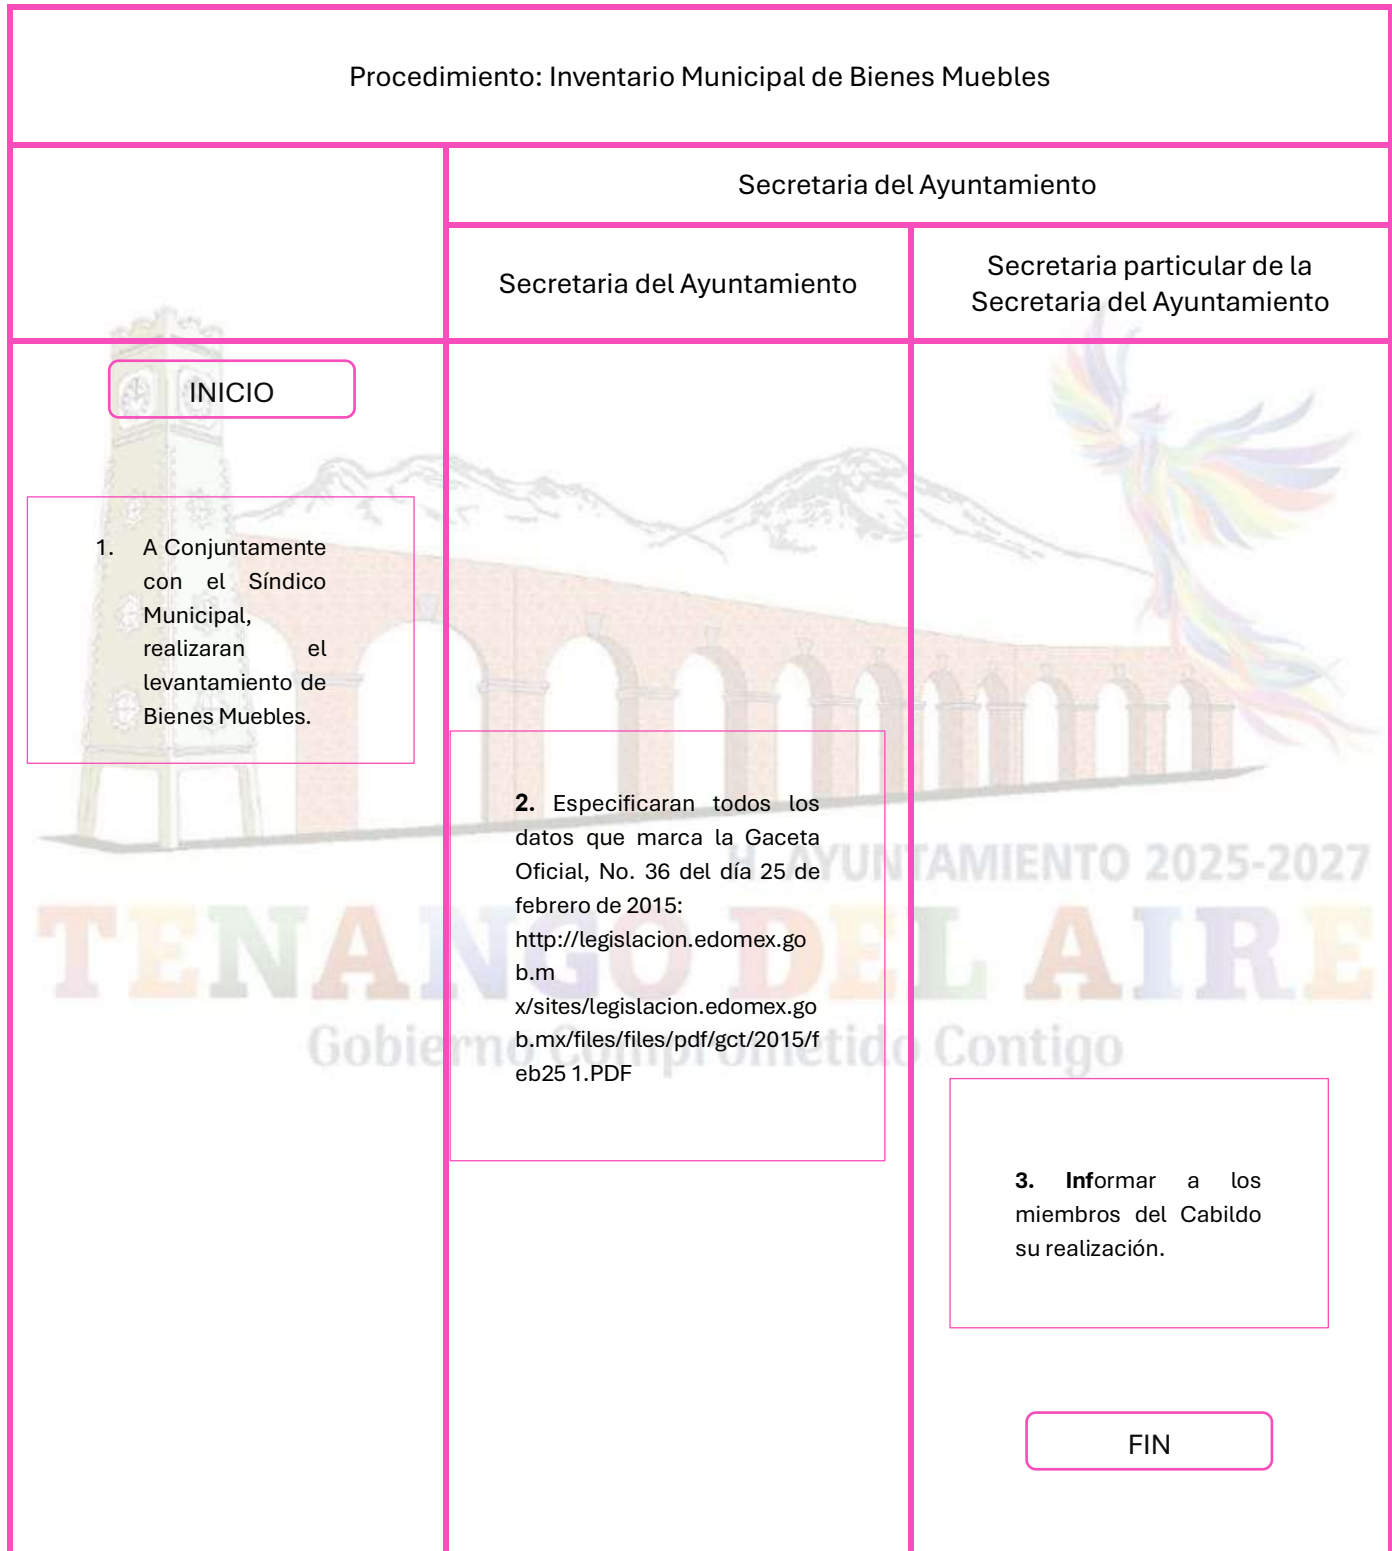 Procedimiento: Inventario Municipal de Bienes Muebles
Secretaria del Ayuntamiento
Secretaria del Ayuntamiento
Secretaria particular de la
Secretaria del Ayuntamiento
INICIO
1. A Conjuntamente
con el Síndico
Municipal,
realizaran el
levantamiento de
Bienes Muebles.
2. Especificaran todos los
datos que marca la Gaceta
Oficial, No. 36 del día 25 de
febrero de 2015:
http://legislacion.edomex.go
b.m
x/sites/legislacion.edomex.go
b.mx/files/files/pdf/gct/2015/f
eb25 1.PDF
H. AYUNTAMIENTO 2025-2027
TENANGO DEL AIRE
Gobierno Comprometido Contigo
3. Informar a los
miembros del Cabildo
su realización.
FIN